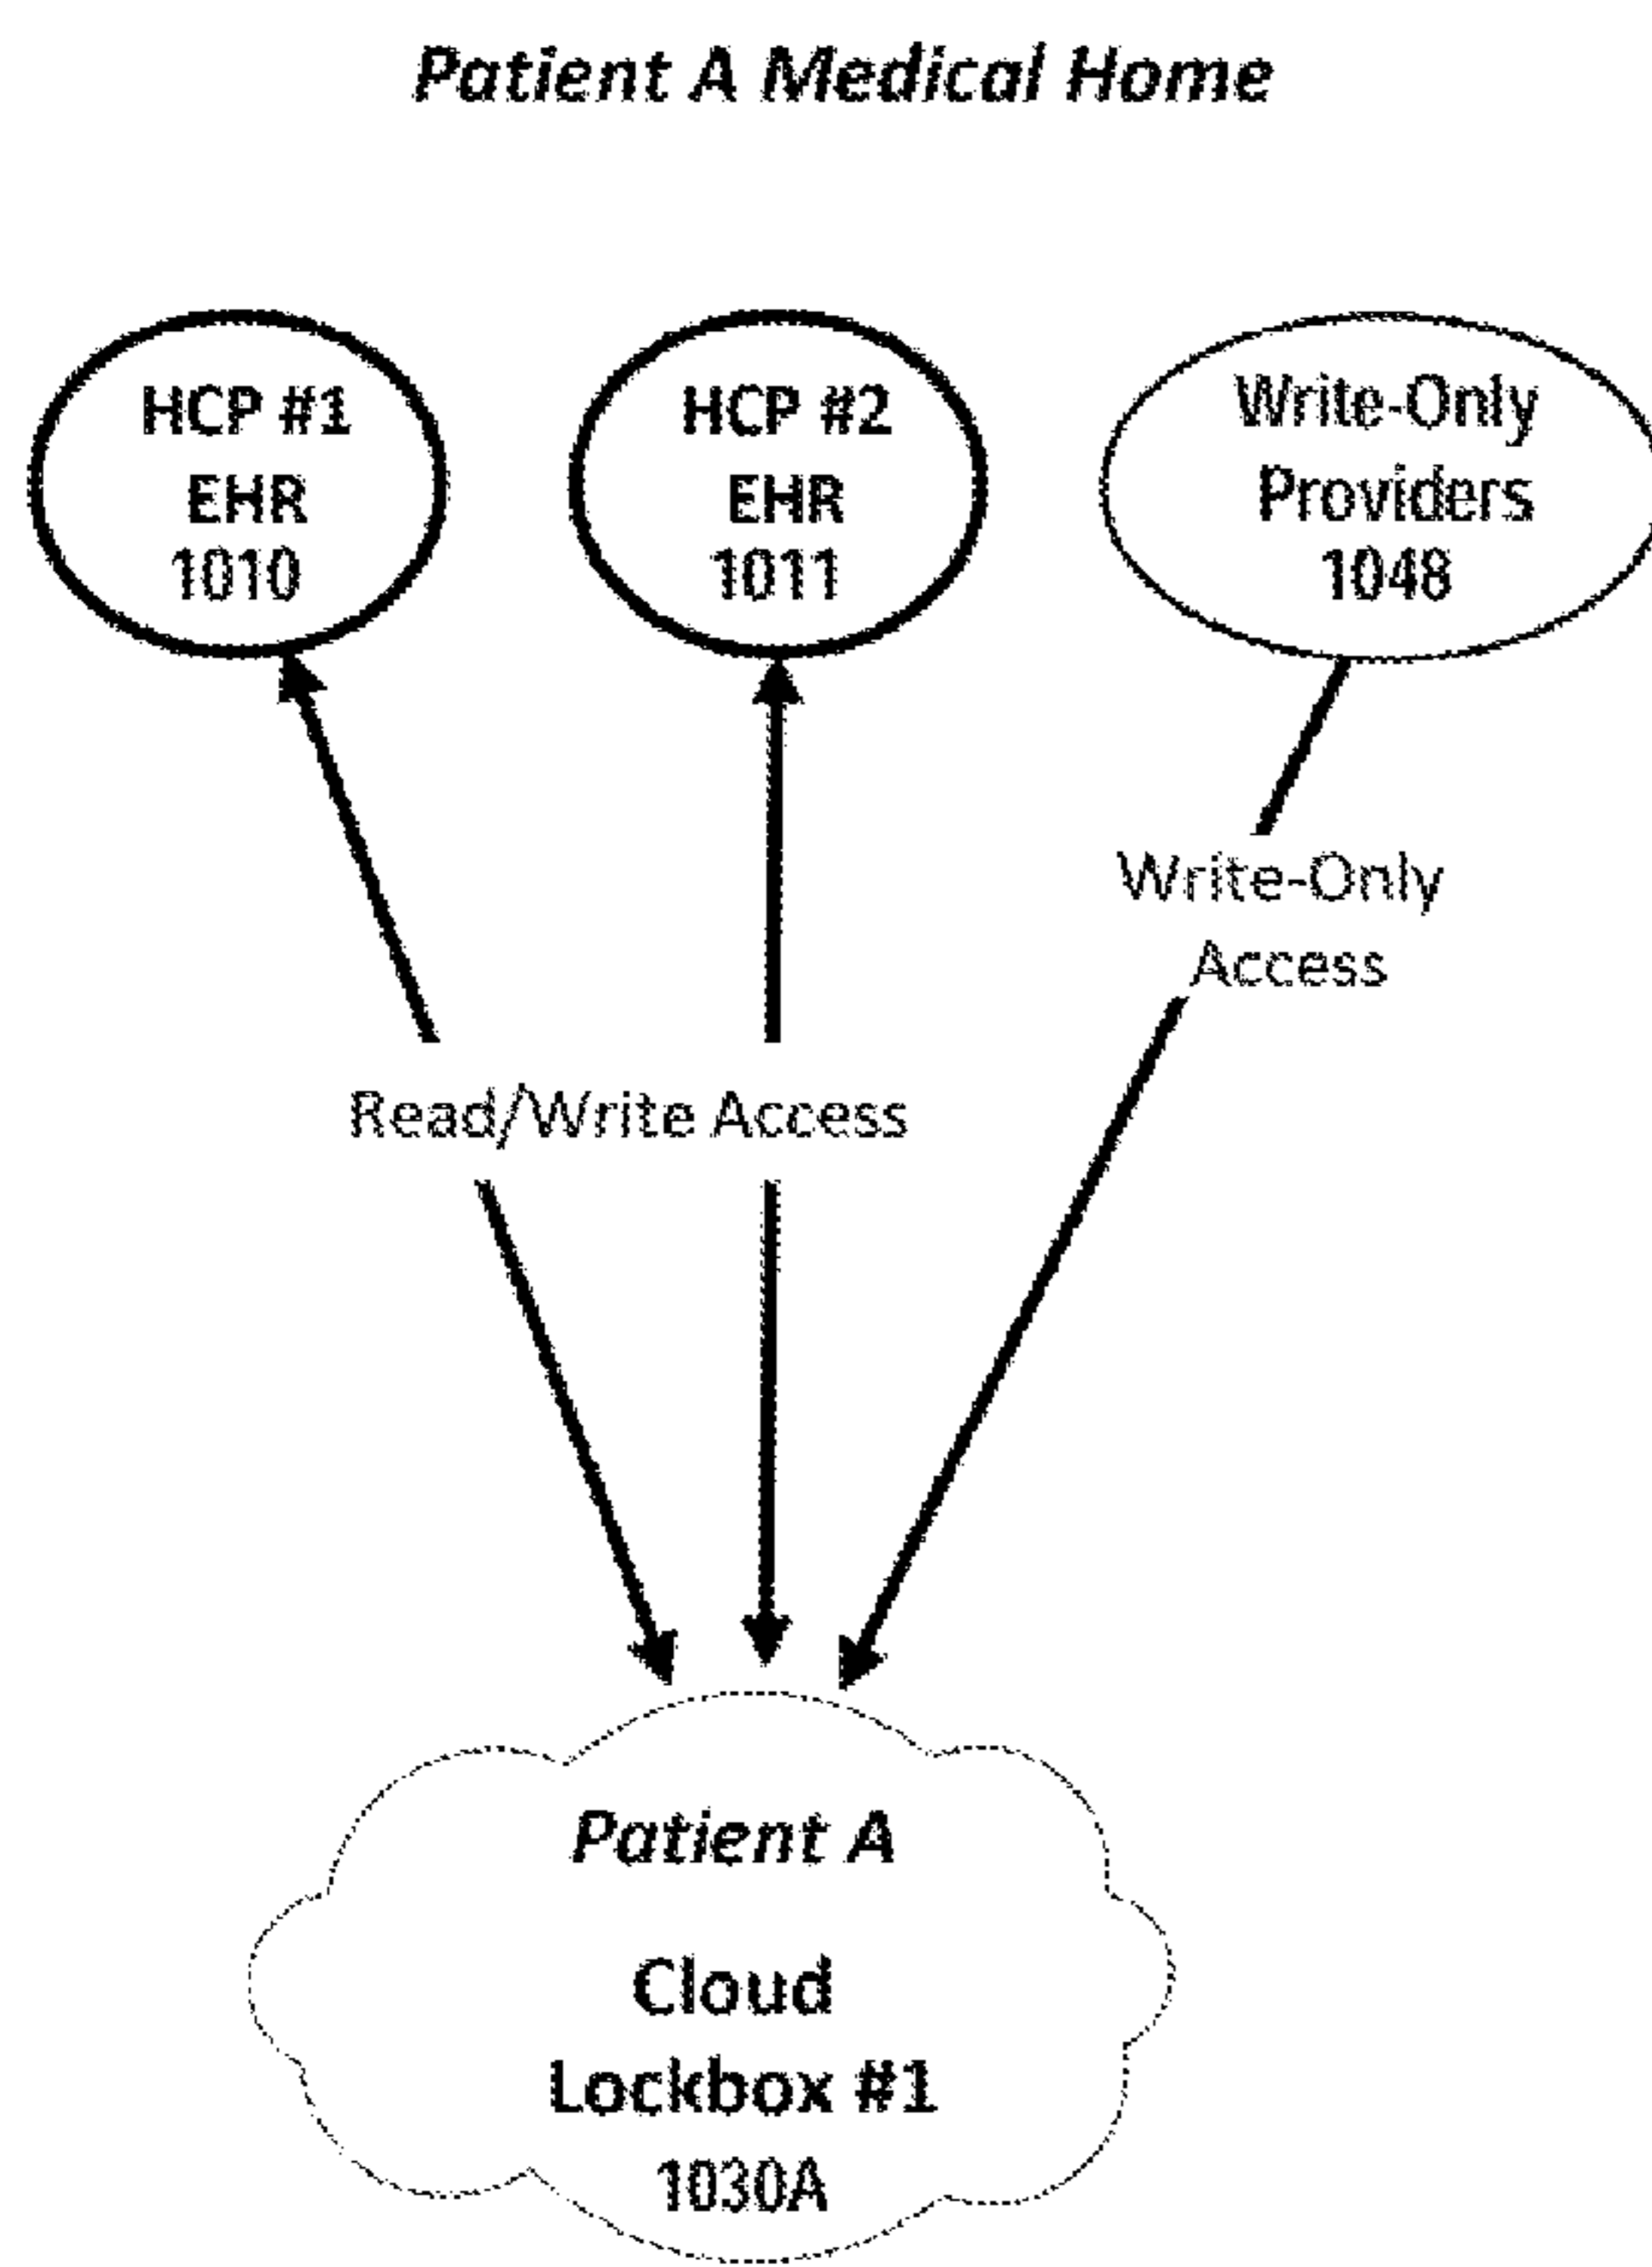 Patient A Medical Home
HCP #1
EHR
1010
HCP #2
EHR
1011
Write-Only
Providers
1048
Write-Only
Access
Read/Write Access
Patient A
Cloud
Lockbox #1
1030A